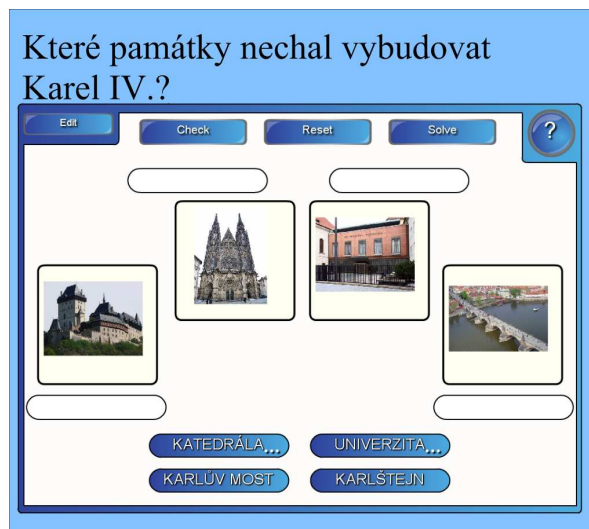 Které památky nechal vybudovat
Karel IV.?
Edit
Check
Reset
Solve
?
KATEDRÁLA...
UNIVERZITA...
KARLŮV MOST
KARLŠTEJN